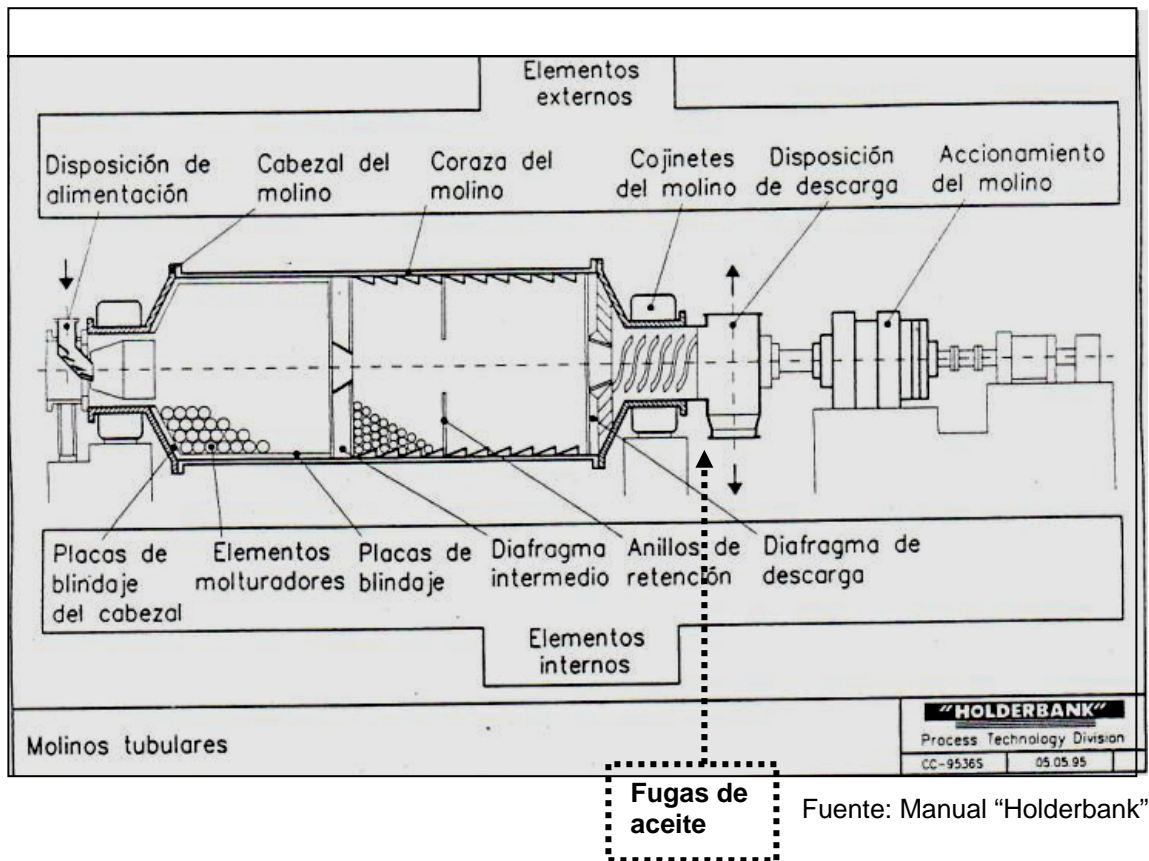 Elementos
externos
Disposición de
alimentación
Cabezal del
molino
Coraza del
molino
Cojinetes
del molino
Disposición
de descarga
Accionamiento
del molino
Placas de
blindaje
del cabezal
Elementos
molturadores
Placas de
blindaje
Diafragma
intermedio
Anillos de
retención
Diafragma de
descarga
Elementos
internos
Molinos tubulares
"HOLDERBANK"
Process Technology Division
CC-9536S
05.05.95
Fugas de
aceite
Fuente: Manual “Holderbank”